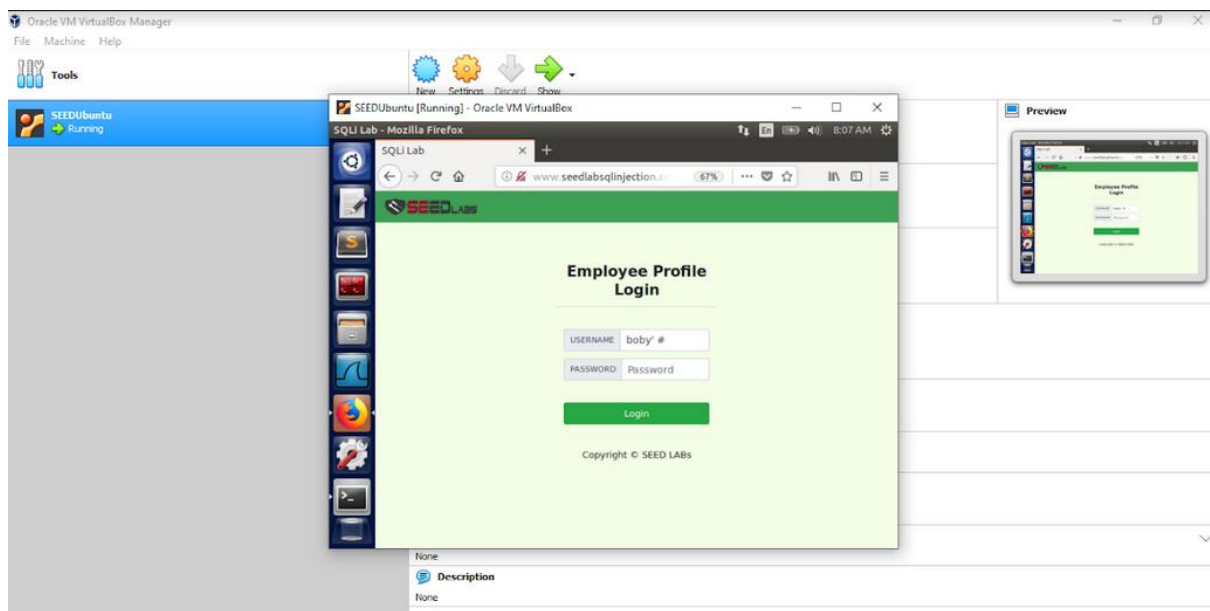 Oracle VM VirtualBox Manager
File Machine Help
Tools
New Settings Discard Show
SEEDUbuntu
Running
Preview
SEEDUbuntu [Running] - Oracle VM VirtualBox
SQLi Lab - Mozilla Firefox
En 8:07 AM
SQLi Lab
www.seedlabsqlinjection.c 67%
SEEDLABS
Employee Profile
Login
USERNAME boby' #
PASSWORD Password
Login
Copyright © SEED LABs
None
Description
None